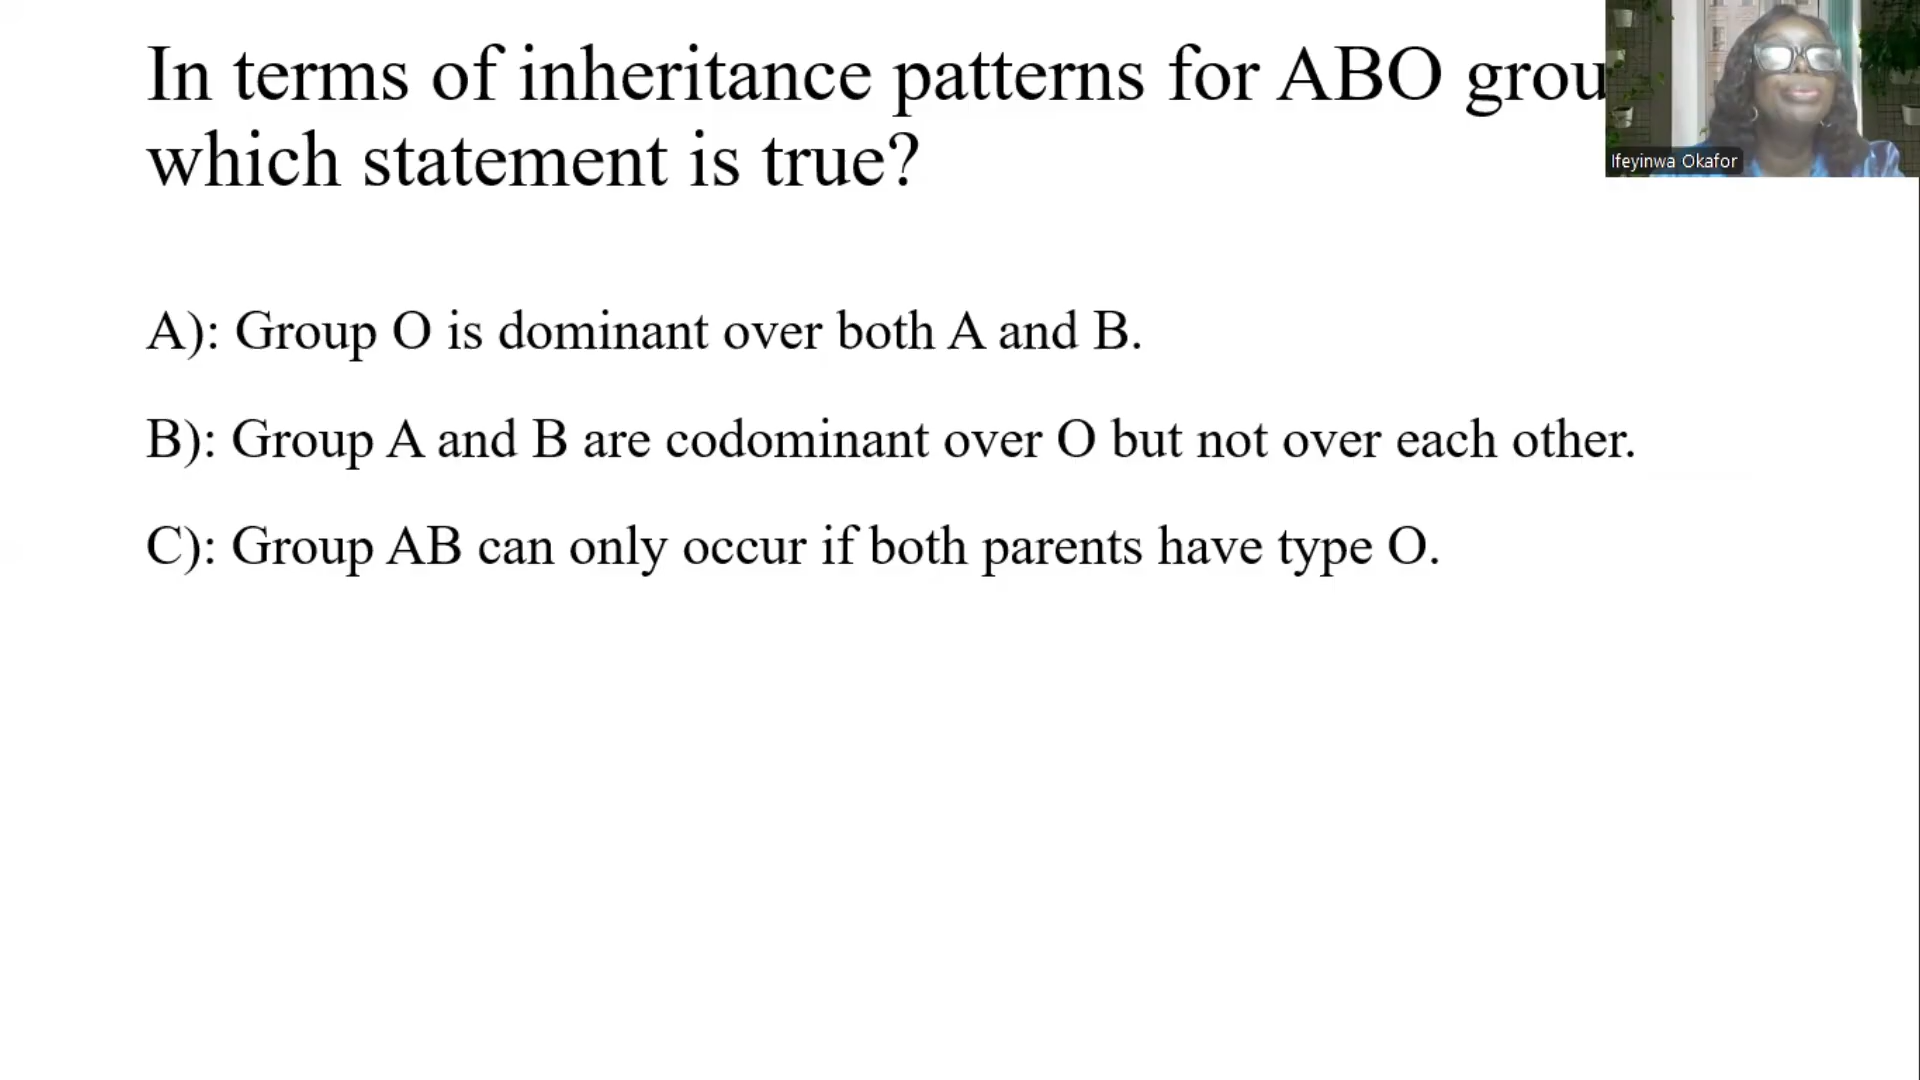 In terms of inheritance patterns for ABO
which statement is true?
Ifeyinwa Okafor
A): Group O is dominant over both A and B.
B): Group A and B are codominant over O but not over each other.
C): Group AB can only occur if both parents have type O.